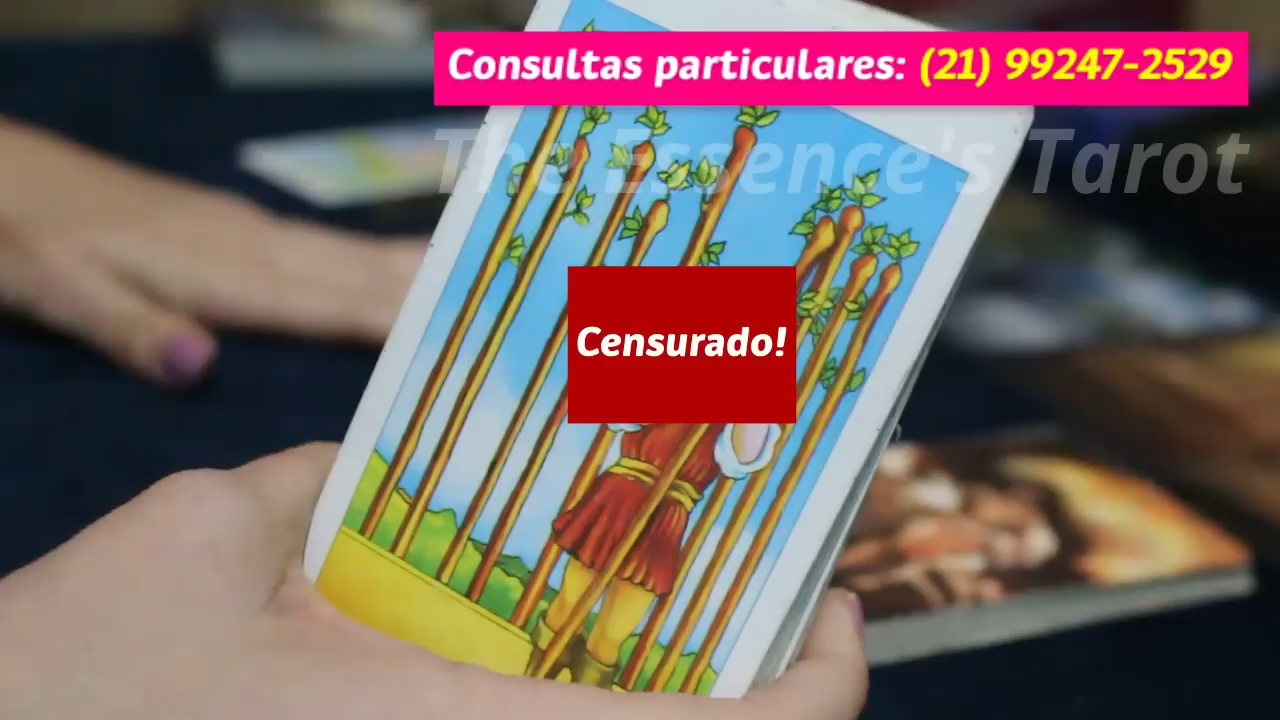 Consultas particulares: (21) 99247-2529
The Essence's Tarot
Censurado!